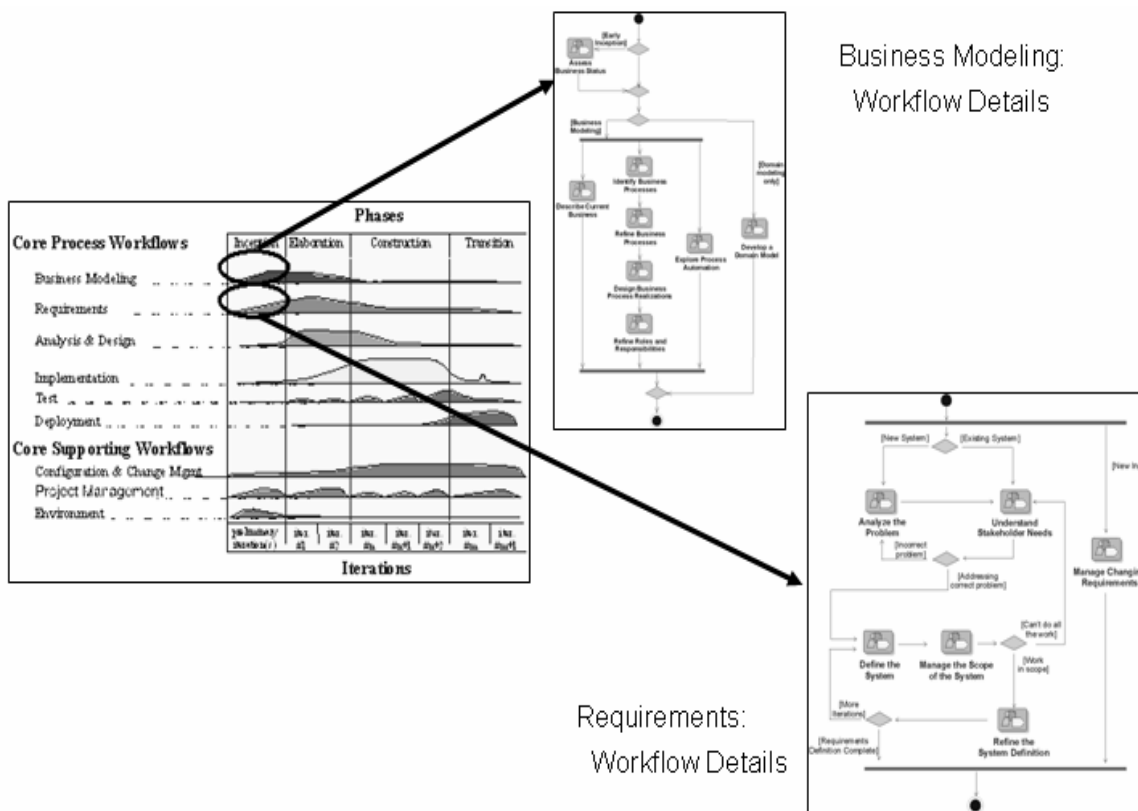 Business Modeling:
Workflow Details
[Early
Inception]
Assess
Business Status
[Business
Modeling]
[Domain
modeling
only]
Identify Business
Processes
Describe Current
Business
Refine Business
Processes
Explore Process
Automation
Develop a
Domain Model
Design Business
Process Realizations
Refine Roles and
Responsibilities
Phases
Core Process Workflows
Inception Elaboration Construction Transition
Business Modeling
Requirements
Analysis & Design
Implementation
Test
Deployment
Core Supporting Workflows
Configuration & Change Mgmt
Project Management
Environment
Iterations
[New System] [Existing System]
[New In
Analyze the
Problem
Understand
Stakeholder Needs
[Incorrect
problem]
Manage Changin
Requirements
[Addressing
correct problem]
[Can't do all
the work]
Define the
System
Manage the Scope
of the System
[Work
in scope]
[More
Iterations]
Refine the
System Definition
[Requirements
Definition Complete]
Requirements:
Workflow Details